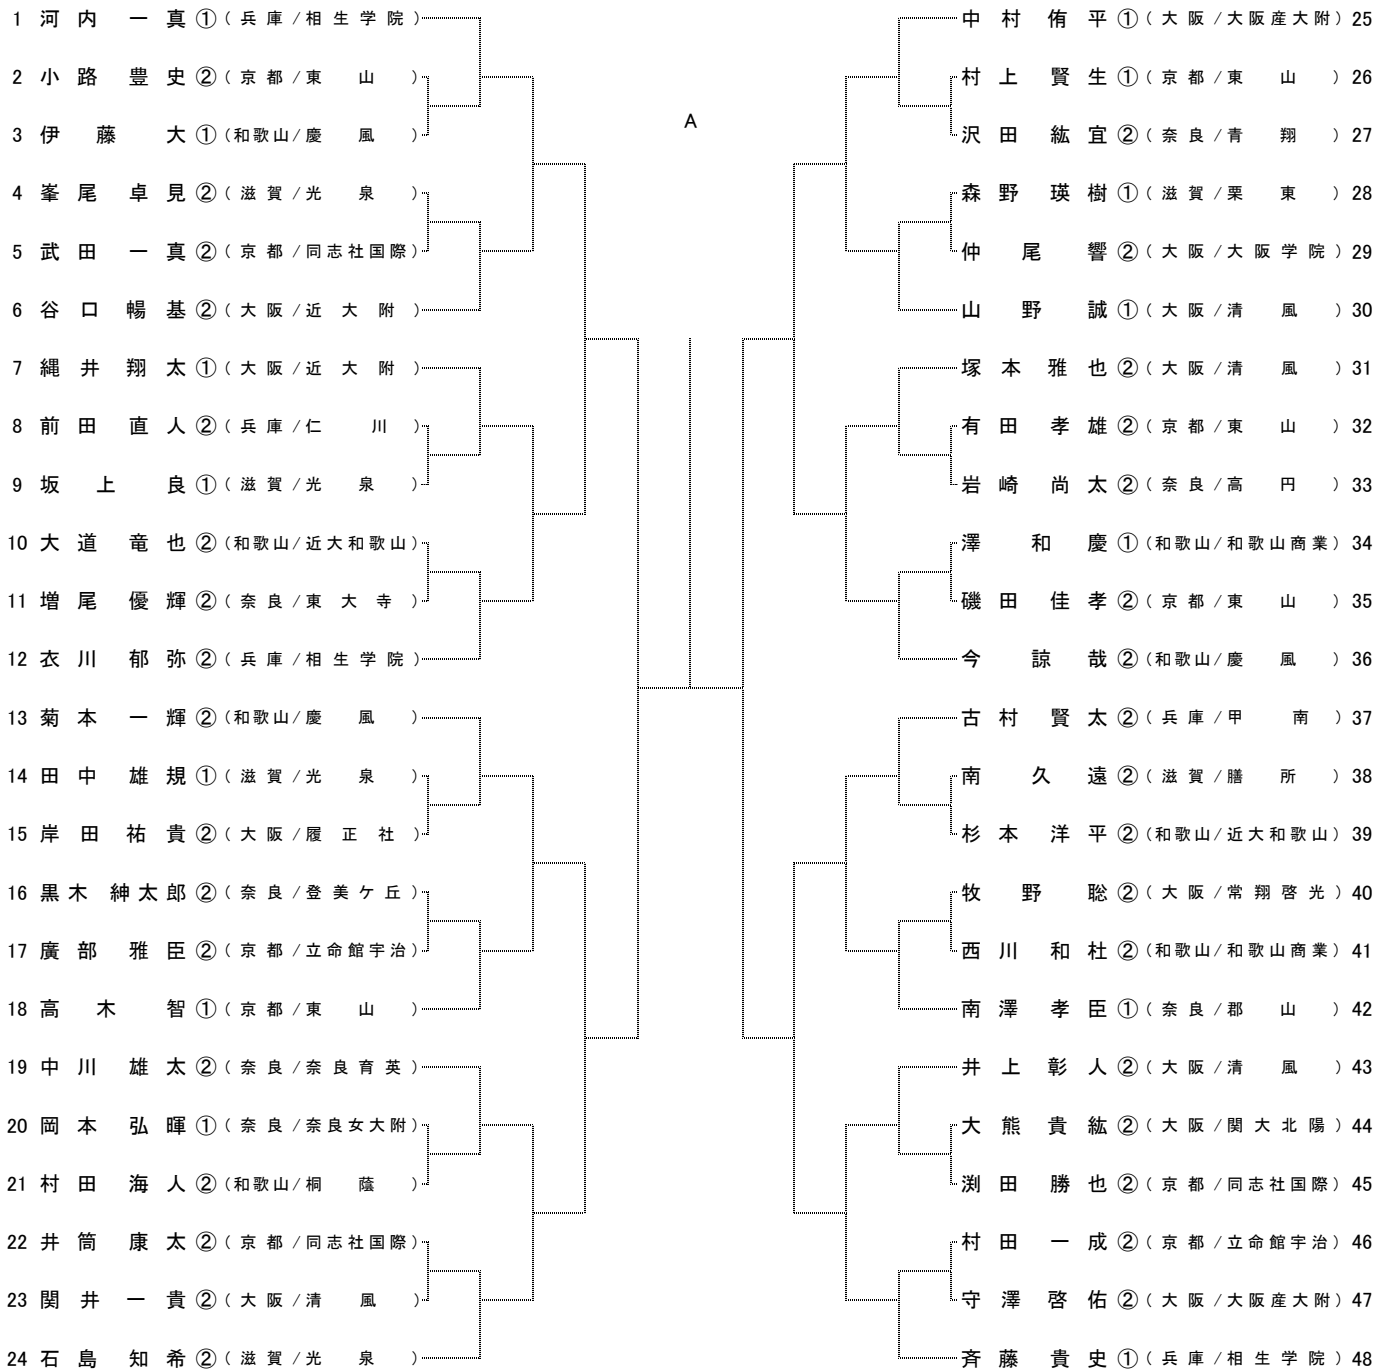 1 河内 一真 ① (兵庫/相生学院)
2 小路 豊史 ② (京都/東山)
3 伊藤 大 ① (和歌山/慶風)
4 峯尾 卓見 ② (滋賀/光泉)
5 武田 一真 ② (京都/同志社国際)
6 谷口 暢基 ② (大阪/近大附)
7 縄井 翔太 ① (大阪/近大附)
8 前田 直人 ② (兵庫/仁川)
9 坂上 良 ① (滋賀/光泉)
10 大道 竜也 ② (和歌山/近大和歌山)
11 増尾 優輝 ② (奈良/東大寺)
12 衣川 郁弥 ② (兵庫/相生学院)
13 菊本 一輝 ② (和歌山/慶風)
14 田中 雄規 ① (滋賀/光泉)
15 岸田 祐貴 ② (大阪/履正社)
16 黒木 紳太郎 ② (奈良/登美ケ丘)
17 廣部 雅臣 ② (京都/立命館宇治)
18 高木 智 ① (京都/東山)
19 中川 雄太 ② (奈良/奈良育英)
20 岡本 弘暉 ① (奈良/奈良女大附)
21 村田 海人 ② (和歌山/桐蔭)
22 井筒 康太 ② (京都/同志社国際)
23 関井 一貴 ② (大阪/清風)
24 石島 知希 ② (滋賀/光泉)
A
中村 侑平 ① (大阪/大阪産大附) 25
村上 賢生 ① (京都/東山) 26
沢田 紘宜 ② (奈良/青翔) 27
森野 瑛樹 ① (滋賀/栗東) 28
仲尾 響 ② (大阪/大阪学院) 29
山野 誠 ① (大阪/清風) 30
塚本 雅也 ② (大阪/清風) 31
有田 孝雄 ② (京都/東山) 32
岩崎 尚太 ② (奈良/高円) 33
澤 和慶 ① (和歌山/和歌山商業) 34
磯田 佳孝 ② (京都/東山) 35
今 諒哉 ② (和歌山/慶風) 36
古村 賢太 ② (兵庫/甲南) 37
南 久遠 ② (滋賀/膳所) 38
杉本 洋平 ② (和歌山/近大和歌山) 39
牧野 聡 ② (大阪/常翔啓光) 40
西川 和杜 ② (和歌山/和歌山商業) 41
南澤 孝臣 ① (奈良/郡山) 42
井上 彰人 ② (大阪/清風) 43
大熊 貴紘 ② (大阪/関大北陽) 44
渕田 勝也 ② (京都/同志社国際) 45
村田 一成 ② (京都/立命館宇治) 46
守澤 啓佑 ② (大阪/大阪産大附) 47
斉藤 貴史 ① (兵庫/相生学院) 48